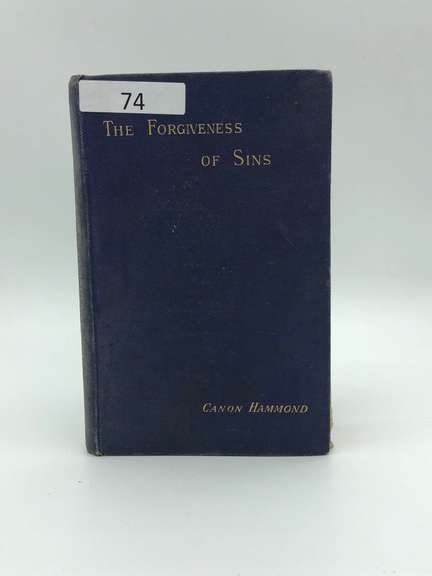 74
THE FORGIVENESS
OF SINS
CANON HAMMOND